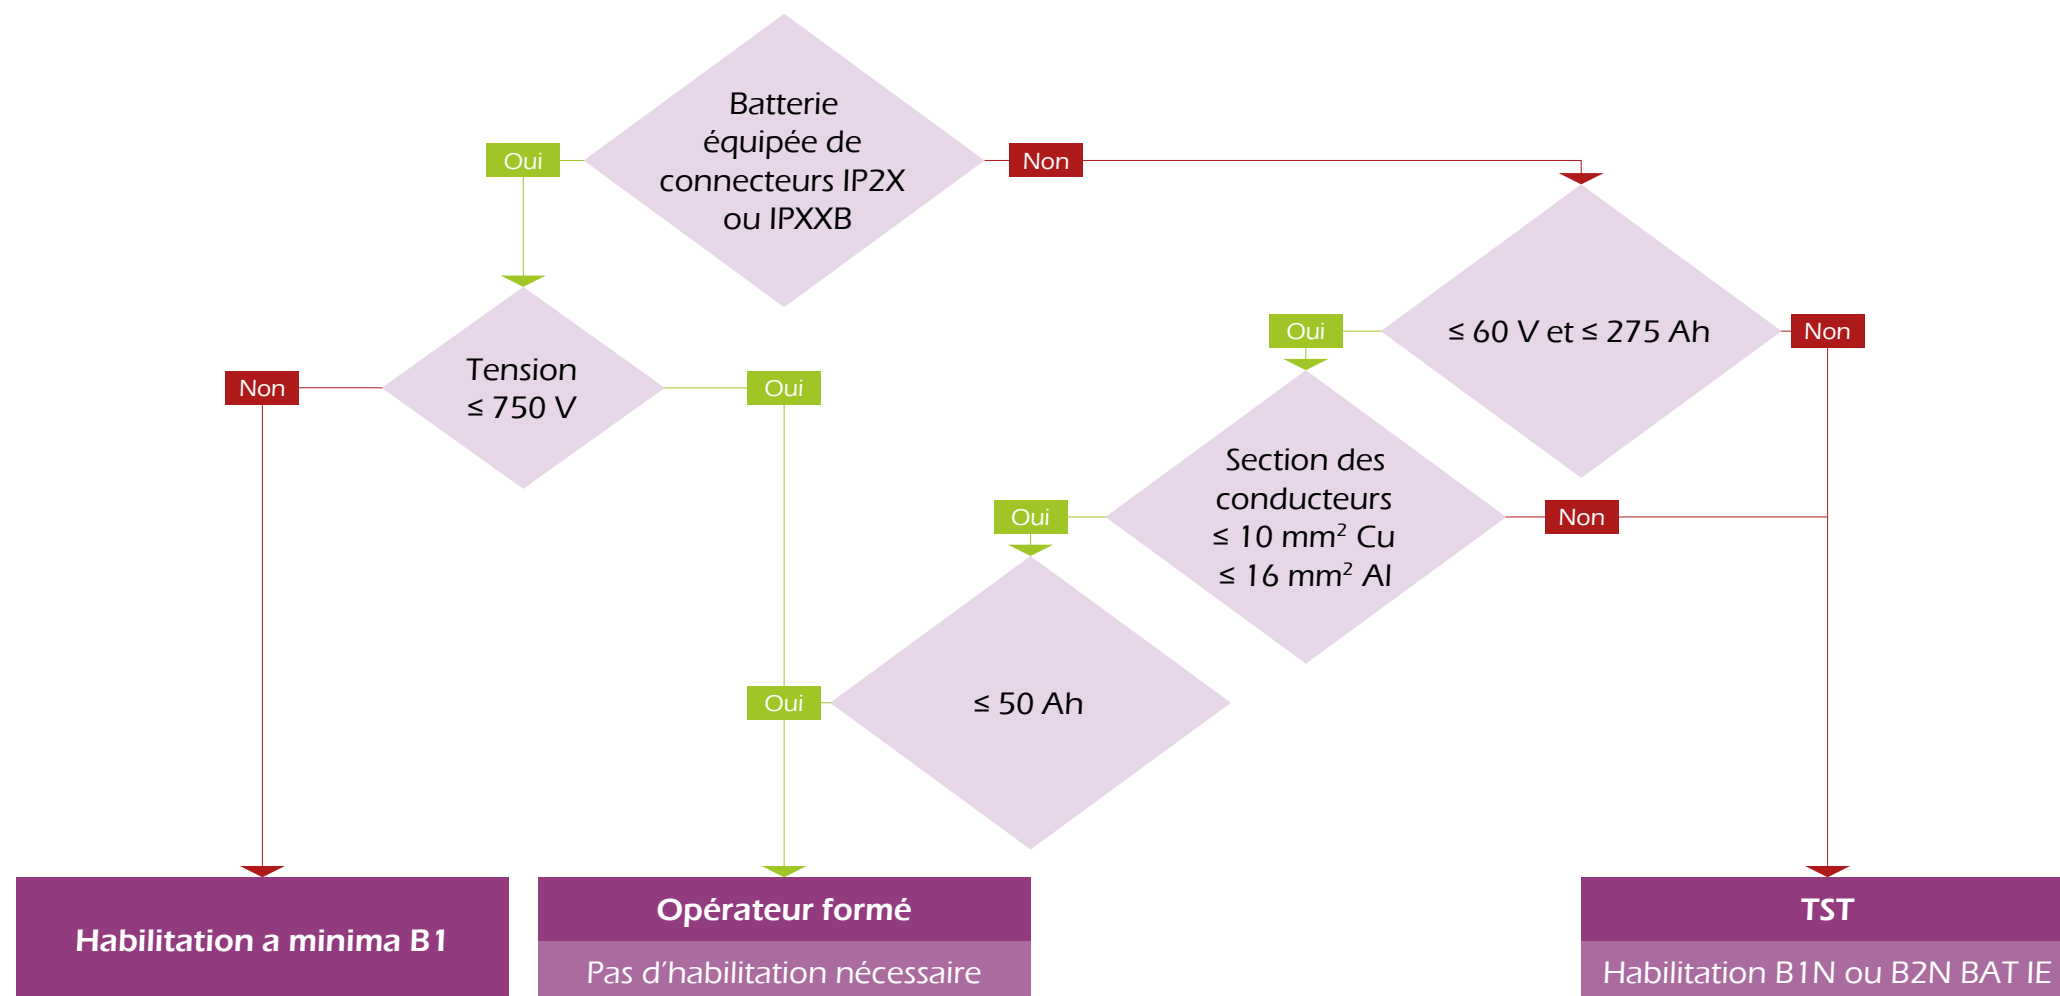 Batterie
équipée de
connecteurs IP2X
ou IPXXB
Oui
Non
≤ 60 V et ≤ 275 Ah
Oui
Non
Tension
≤ 750 V
Non
Oui
Section des
conducteurs
≤ 10 mm² Cu
≤ 16 mm² Al
Oui
Non
≤ 50 Ah
Oui
Habilitation a minima B1
Opérateur formé
Pas d’habilitation nécessaire
TST
Habilitation B1N ou B2N BAT IE